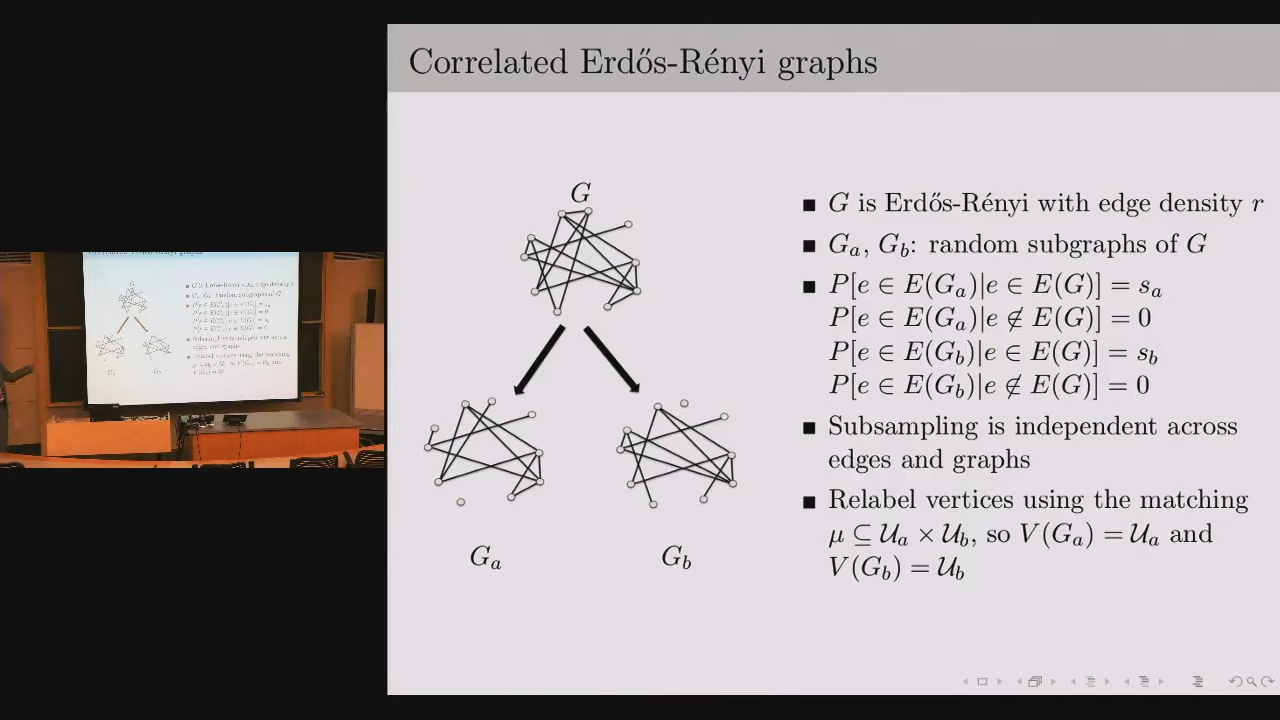 Correlated Erdős-Rényi graphs
G
G_a
G_b
■ G is Erdős-Rényi with edge density r
■ G_a, G_b: random subgraphs of G
■ P[e ∈ E(G_a)|e ∈ E(G)] = s_a
P[e ∈ E(G_a)|e ∉ E(G)] = 0
P[e ∈ E(G_b)|e ∈ E(G)] = s_b
P[e ∈ E(G_b)|e ∉ E(G)] = 0
■ Subsampling is independent across
edges and graphs
■ Relabel vertices using the matching
μ ⊆ 𝒰_a × 𝒰_b, so V(G_a) = 𝒰_a and
V(G_b) = 𝒰_b